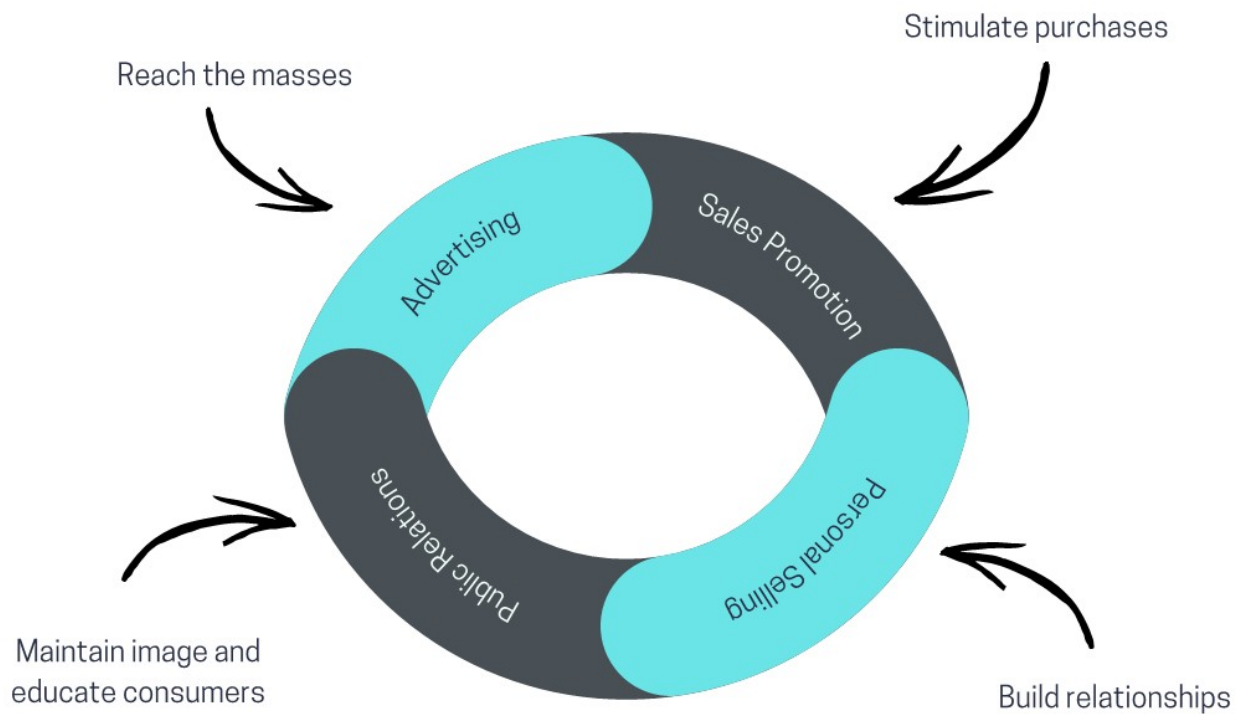 Stimulate purchases
Reach the masses
Advertising
Sales Promotion
Public Relations
Personal Selling
Maintain image and
educate consumers
Build relationships